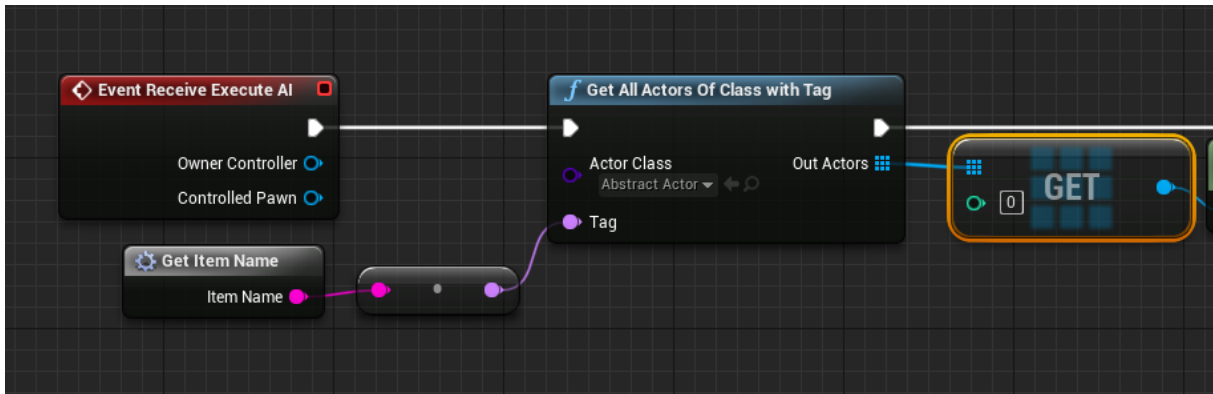 Event Receive Execute AI
Owner Controller
Controlled Pawn
Get Item Name
Item Name
f Get All Actors Of Class with Tag
Actor Class
Abstract Actor
Out Actors
Tag
0
GET